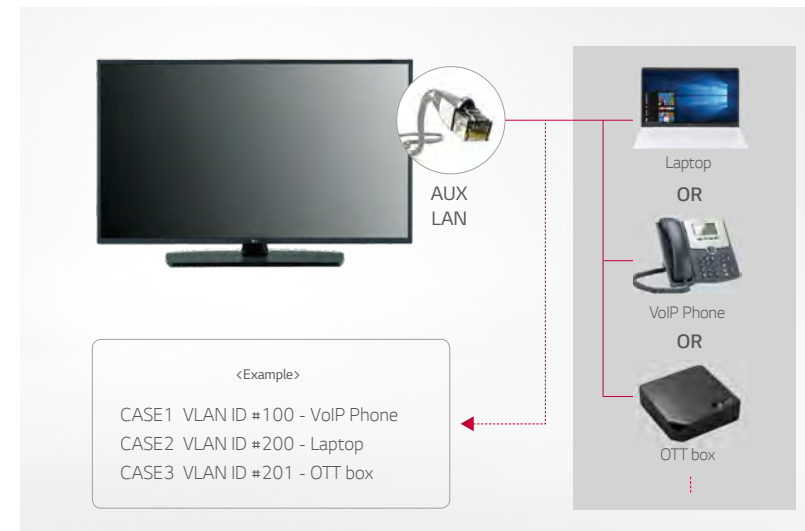 AUX
LAN
Laptop
OR
VoIP Phone
OR
OTT box
<Example>
CASE1 VLAN ID #100 - VoIP Phone
CASE2 VLAN ID #200 - Laptop
CASE3 VLAN ID #201 - OTT box